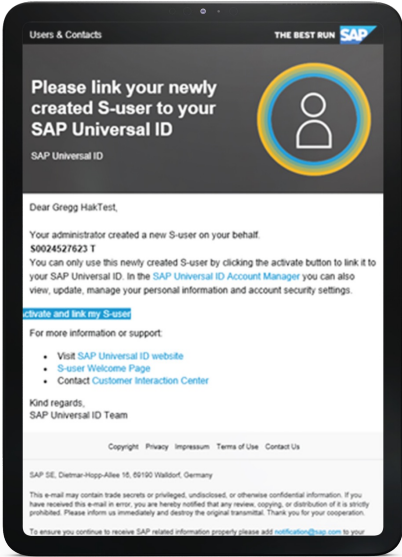 Users & Contacts
THE BEST RUN SAP
Please link your newly
created S-user to your
SAP Universal ID
SAP Universal ID
Dear Gregg HakTest,
Your administrator created a new S-user on your behalf.
S0024527623 T
You can only use this newly created S-user by clicking the activate button to link it to
your SAP Universal ID. In the SAP Universal ID Account Manager you can also
view, update, manage your personal information and account security settings.
Activate and link my S-user
For more information or support:
• Visit SAP Universal ID website
• S-user Welcome Page
• Contact Customer Interaction Center
Kind regards,
SAP Universal ID Team
Copyright Privacy Impressum Terms of Use Contact Us
SAP SE, Dietmar-Hopp-Allee 16, 69190 Walldorf, Germany
This e-mail may contain trade secrets or privileged, undisclosed, or otherwise confidential information. If you
have received this e-mail in error, you are hereby notified that any review, copying, or distribution of it is strictly
prohibited. Please inform us immediately and destroy the original transmittal. Thank you for your cooperation.
To ensure you continue to receive SAP related information properly please add notification@sap.com to your